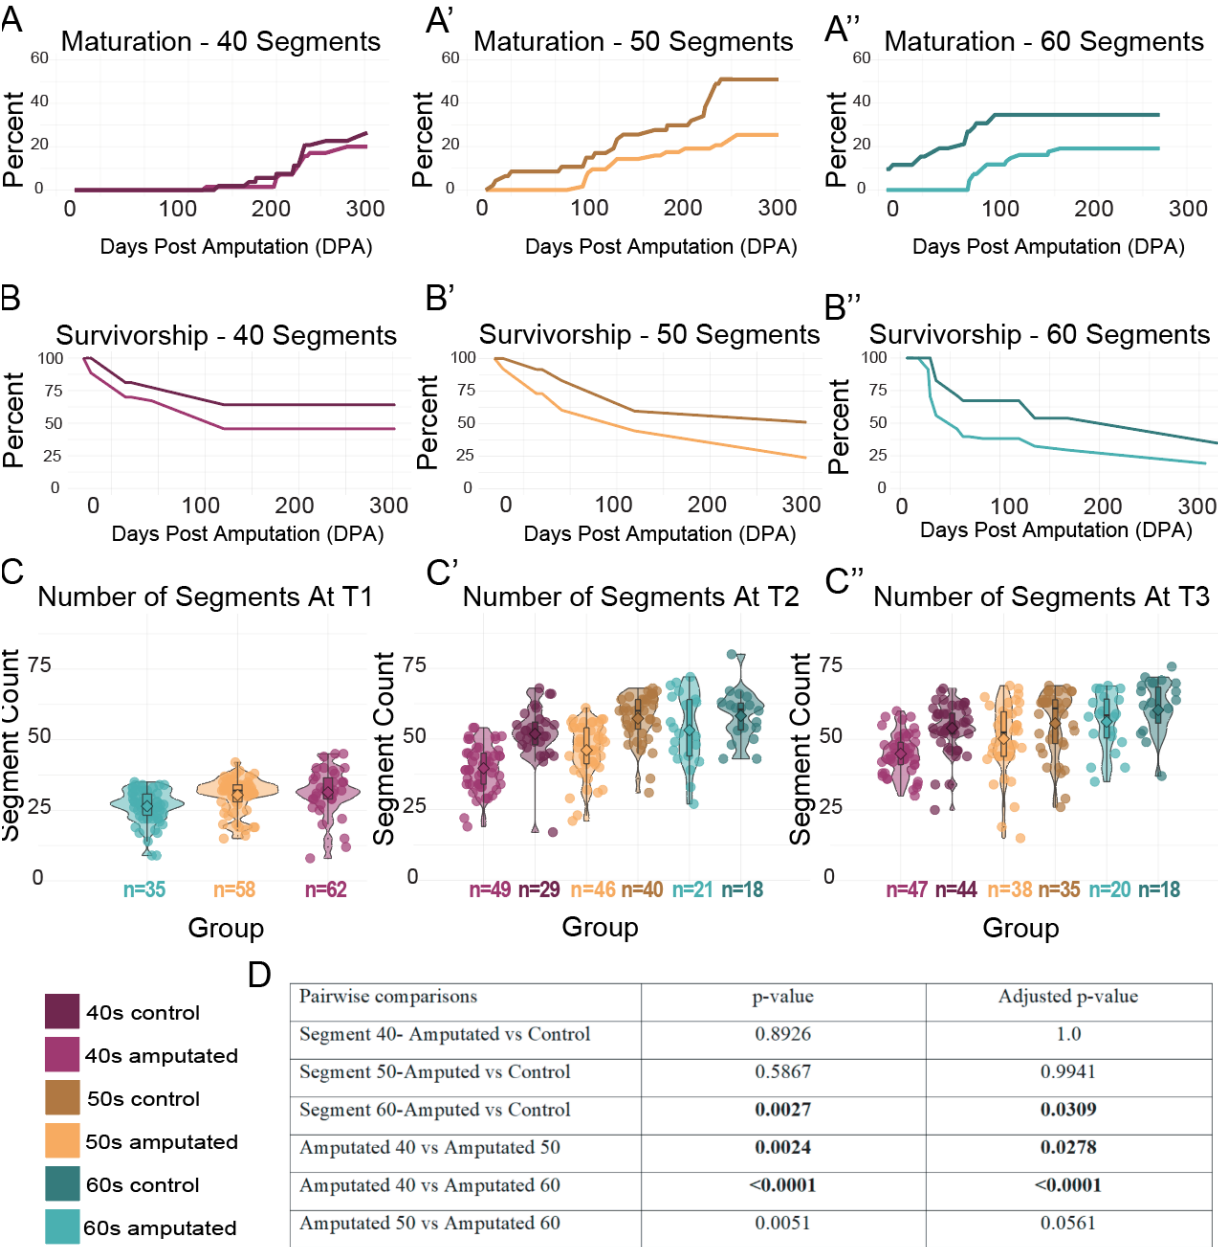 A
Maturation - 40 Segments
60
40
20
0
Percent
0 100 200 300
Days Post Amputation (DPA)
A'
Maturation - 50 Segments
60
40
20
0
Percent
0 100 200 300
Days Post Amputation (DPA)
A''
Maturation - 60 Segments
60
40
20
0
Percent
0 100 200 300
Days Post Amputation (DPA)
B
Survivorship - 40 Segments
100
75
50
25
0
Percent
0 100 200 300
Days Post Amputation (DPA)
B'
Survivorship - 50 Segments
100
75
50
25
0
Percent
0 100 200 300
Days Post Amputation (DPA)
B''
Survivorship - 60 Segments
100
75
50
25
0
Percent
0 100 200 300
Days Post Amputation (DPA)
C
Number of Segments At T1
75
50
25
0
Segment Count
n=35 n=58 n=62
Group
C'
Number of Segments At T2
75
50
25
0
Segment Count
n=49 n=29 n=46 n=40 n=21 n=18
Group
C''
Number of Segments At T3
75
50
25
0
Segment Count
n=47 n=44 n=38 n=35 n=20 n=18
Group
40s control
40s amputated
50s control
50s amputated
60s control
60s amputated
D
Pairwise comparisons p-value Adjusted p-value
Segment 40- Amputated vs Control 0.8926 1.0
Segment 50-Amputed vs Control 0.5867 0.9941
Segment 60-Amputed vs Control 0.0027 0.0309
Amputated 40 vs Amputated 50 0.0024 0.0278
Amputated 40 vs Amputated 60 <0.0001 <0.0001
Amputated 50 vs Amputated 60 0.0051 0.0561